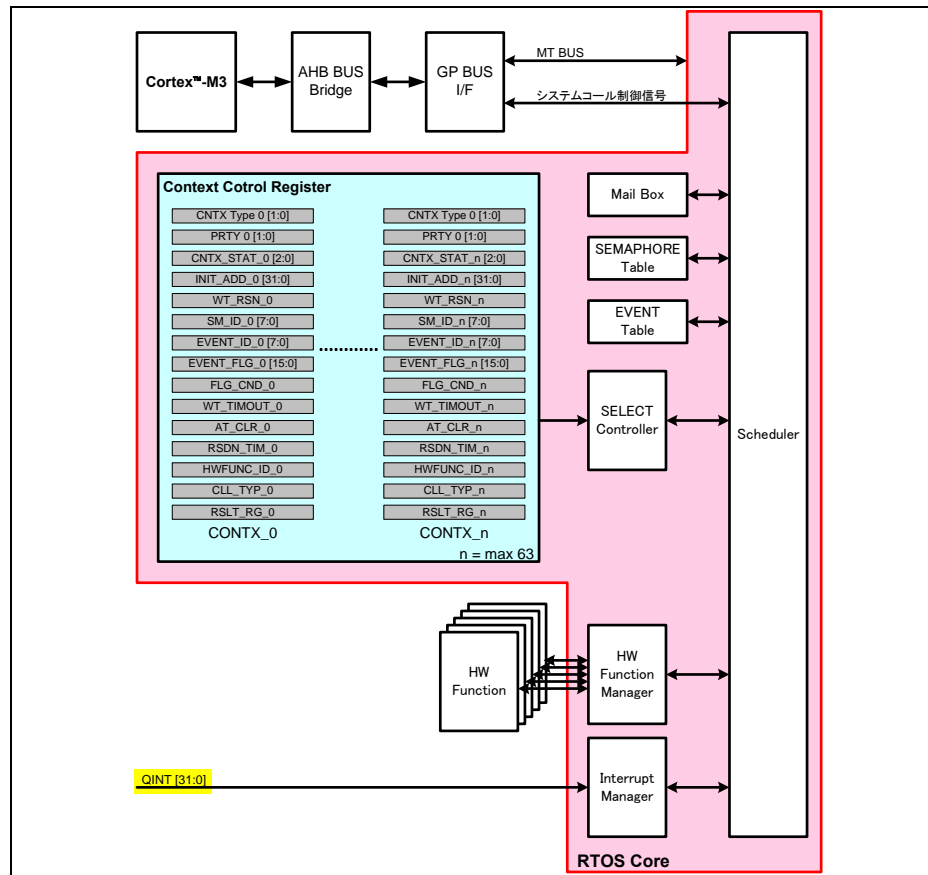 Cortex™-M3
AHB BUS
Bridge
GP BUS
I/F
MT BUS
システムコール制御信号
Context Cotrol Register
CNTX Type 0 [1:0]
PRTY 0 [1:0]
CNTX_STAT_0 [2:0]
INIT_ADD_0 [31:0]
WT_RSN_0
SM_ID_0 [7:0]
EVENT_ID_0 [7:0]
EVENT_FLG_0 [15:0]
FLG_CND_0
WT_TIMOUT_0
AT_CLR_0
RSDN_TIM_0
HWFUNC_ID_0
CLL_TYP_0
RSLT_RG_0
CONTX_0
............
CNTX Type 0 [1:0]
PRTY 0 [1:0]
CNTX_STAT_n [2:0]
INIT_ADD_n [31:0]
WT_RSN_n
SM_ID_n [7:0]
EVENT_ID_n [7:0]
EVENT_FLG_n [15:0]
FLG_CND_n
WT_TIMOUT_n
AT_CLR_n
RSDN_TIM_n
HWFUNC_ID_n
CLL_TYP_n
RSLT_RG_n
CONTX_n
n = max 63
Mail Box
SEMAPHORE
Table
EVENT
Table
SELECT
Controller
Scheduler
HW
Function
HW
Function
Manager
QINT [31:0]
Interrupt
Manager
RTOS Core